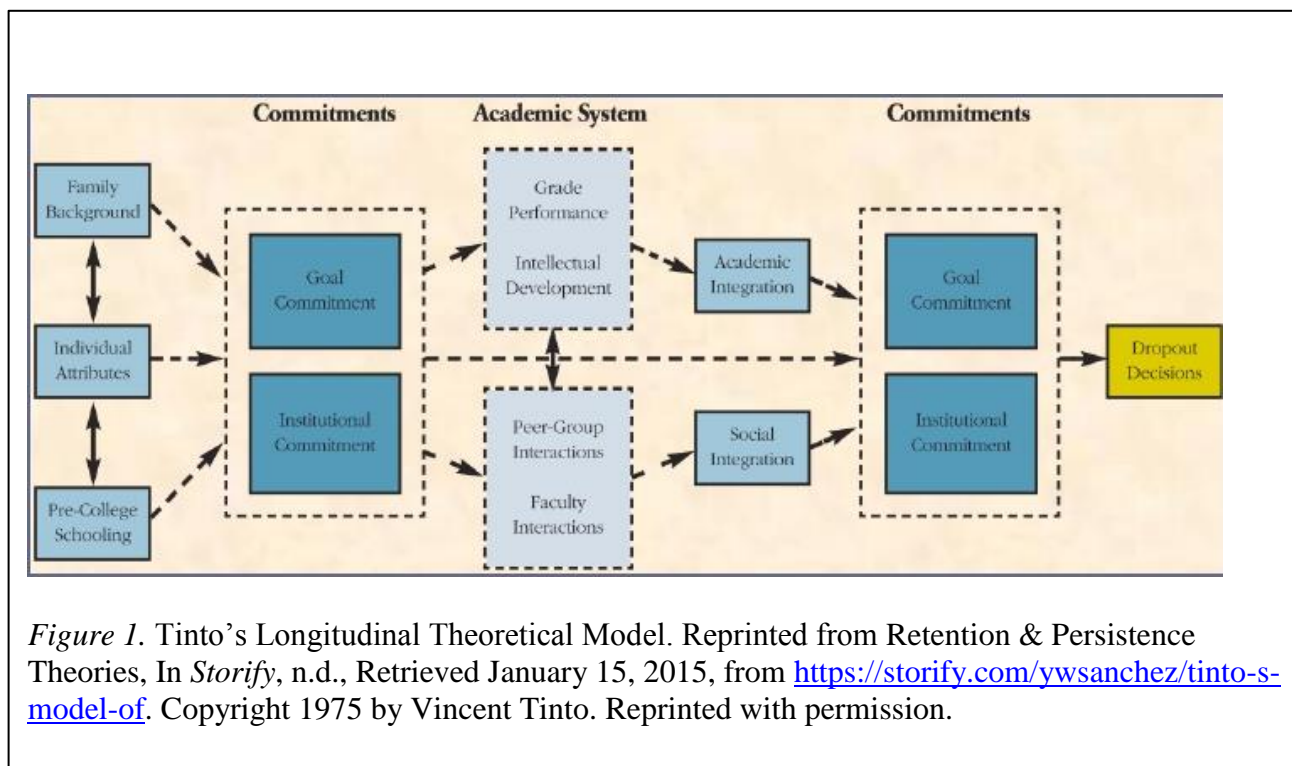 Commitments
Academic System
Commitments
Family
Background
Individual
Attributes
Pre-College
Schooling
Goal
Commitment
Institutional
Commitment
Grade
Performance
Intellectual
Development
Peer-Group
Interactions
Faculty
Interactions
Academic
Integration
Social
Integration
Goal
Commitment
Institutional
Commitment
Dropout
Decisions
Figure 1. Tinto’s Longitudinal Theoretical Model. Reprinted from Retention & Persistence
Theories, In Storify, n.d., Retrieved January 15, 2015, from https://storify.com/ywsanchez/tinto-s-
model-of. Copyright 1975 by Vincent Tinto. Reprinted with permission.